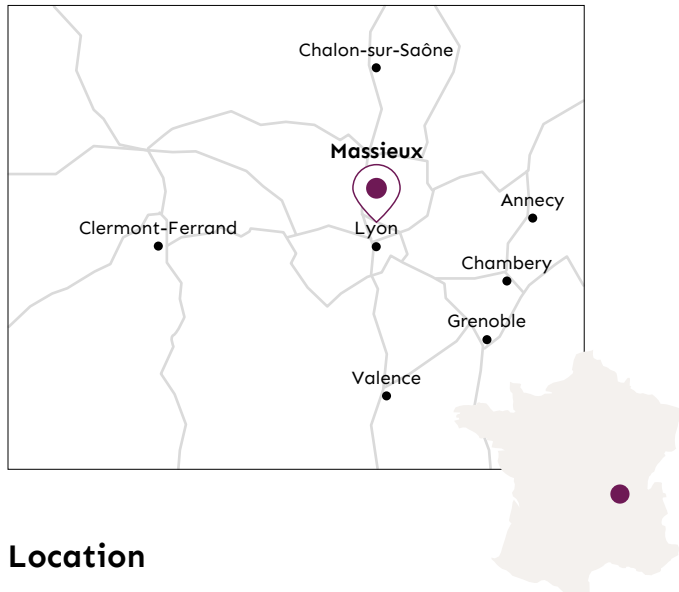 Chalon-sur-Saône
Massieux
Annecy
Clermont-Ferrand
Lyon
Chambery
Grenoble
Valence
Location